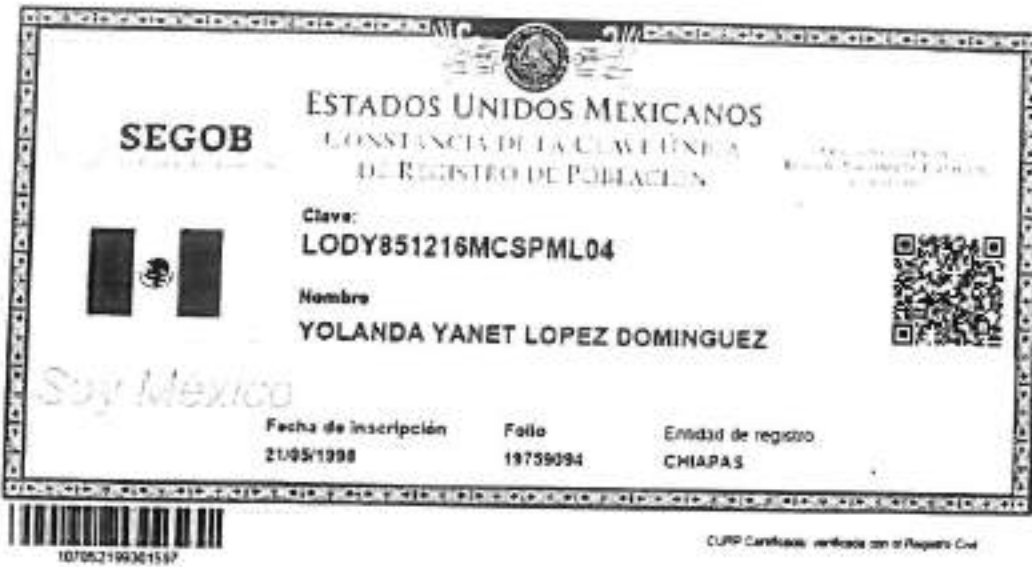 ESTADOS UNIDOS MEXICANOS
SEGOB
CONSTANCIA DE LA CLAVE ÚNICA
DE REGISTRO DE POBLACIÓN
Clave:
LODY851216MCSPML04
Nombre
YOLANDA YANET LOPEZ DOMINGUEZ
Soy México
Fecha de inscripción Folio Entidad de registro
21/05/1998 19759094 CHIAPAS
CURP Certificada: verificada con el Registro Civil